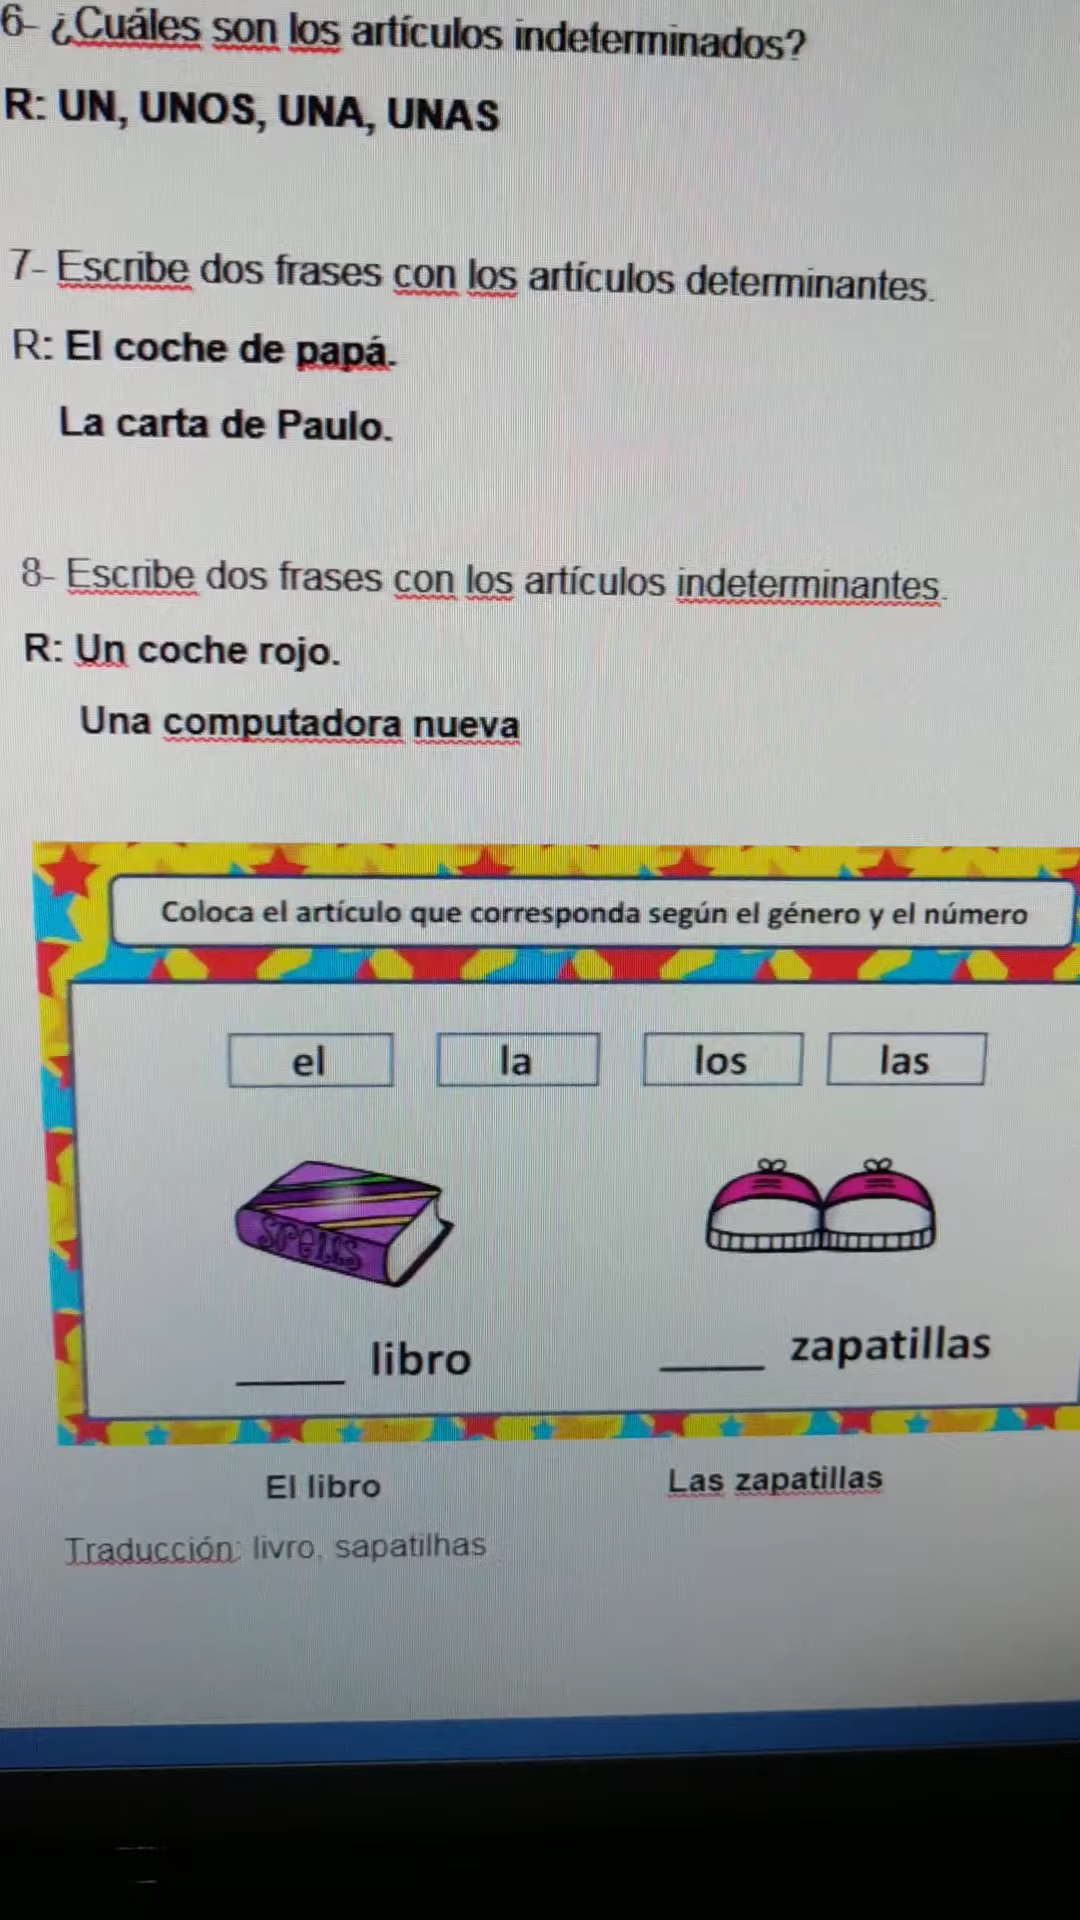 6- ¿Cuáles son los artículos indeterminados?
R: UN, UNOS, UNA, UNAS
7- Escribe dos frases con los artículos determinantes.
R: El coche de papá.
La carta de Paulo.
8- Escribe dos frases con los artículos indeterminantes.
R: Un coche rojo.
Una computadora nueva
Coloca el artículo que corresponda según el género y el número
el la los las
SPELLS
____ libro ____ zapatillas
El libro Las zapatillas
Traducción: livro, sapatilhas